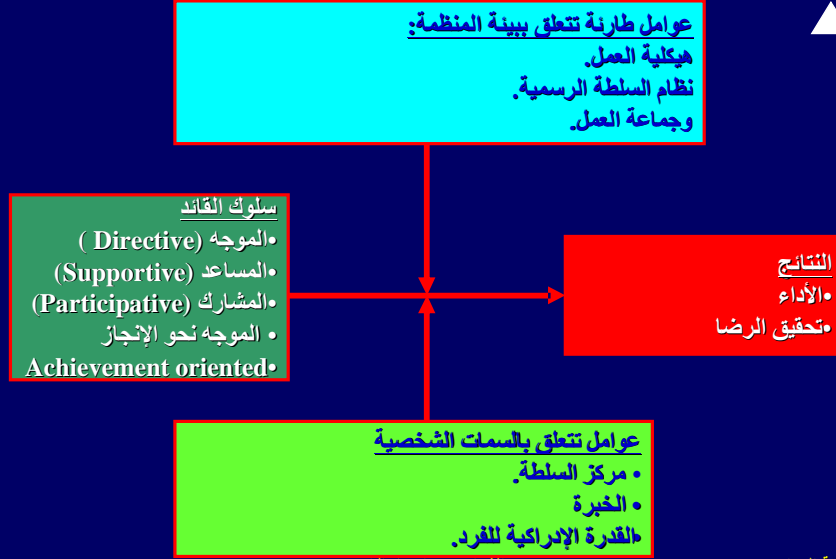 عوامل طارئة تتعلق ببيئة المنظمة:
هيكلية العمل.
نظام السلطة الرسمية.
وجماعة العمل.
سلوك القائد
•الموجه (Directive )
•المساعد (Supportive)
•المشارك (Participative)
• الموجه نحو الإنجاز
•Achievement oriented
النتائج
•الأداء
•تحقيق الرضا
عوامل تتعلق بالسمات الشخصية
• مركز السلطة.
• الخبرة
•القدرة الإدراكية للفرد.